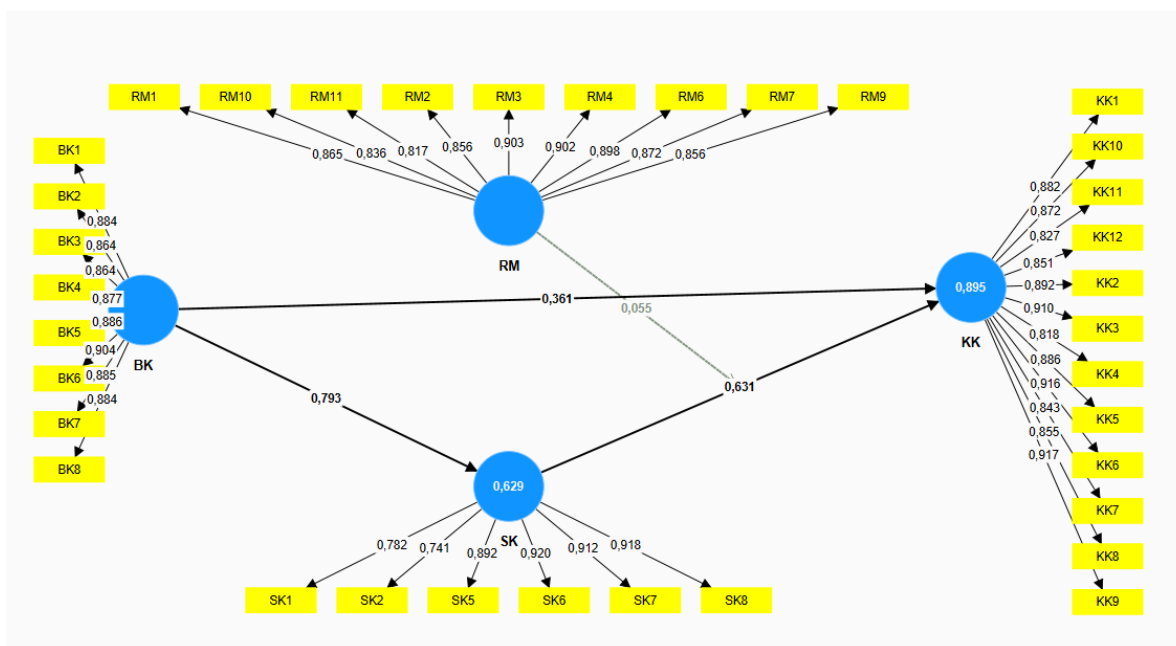 RM1 RM10 RM11 RM2 RM3 RM4 RM6 RM7 RM9
0,865 0,836 0,817 0,856 0,903 0,902 0,898 0,872 0,856
RM
BK1
BK2
BK3
BK4
BK5
BK6
BK7
BK8
0,884
0,864
0,864
0,877
0,886
0,904
0,885
0,884
BK
0,361
0,055
0,793
0,631
0,629
SK
0,782 0,741 0,892 0,920 0,912 0,918
SK1 SK2 SK5 SK6 SK7 SK8
0,895
KK
0,882
0,872
0,827
0,851
0,892
0,910
0,818
0,886
0,916
0,843
0,855
0,917
KK1
KK10
KK11
KK12
KK2
KK3
KK4
KK5
KK6
KK7
KK8
KK9